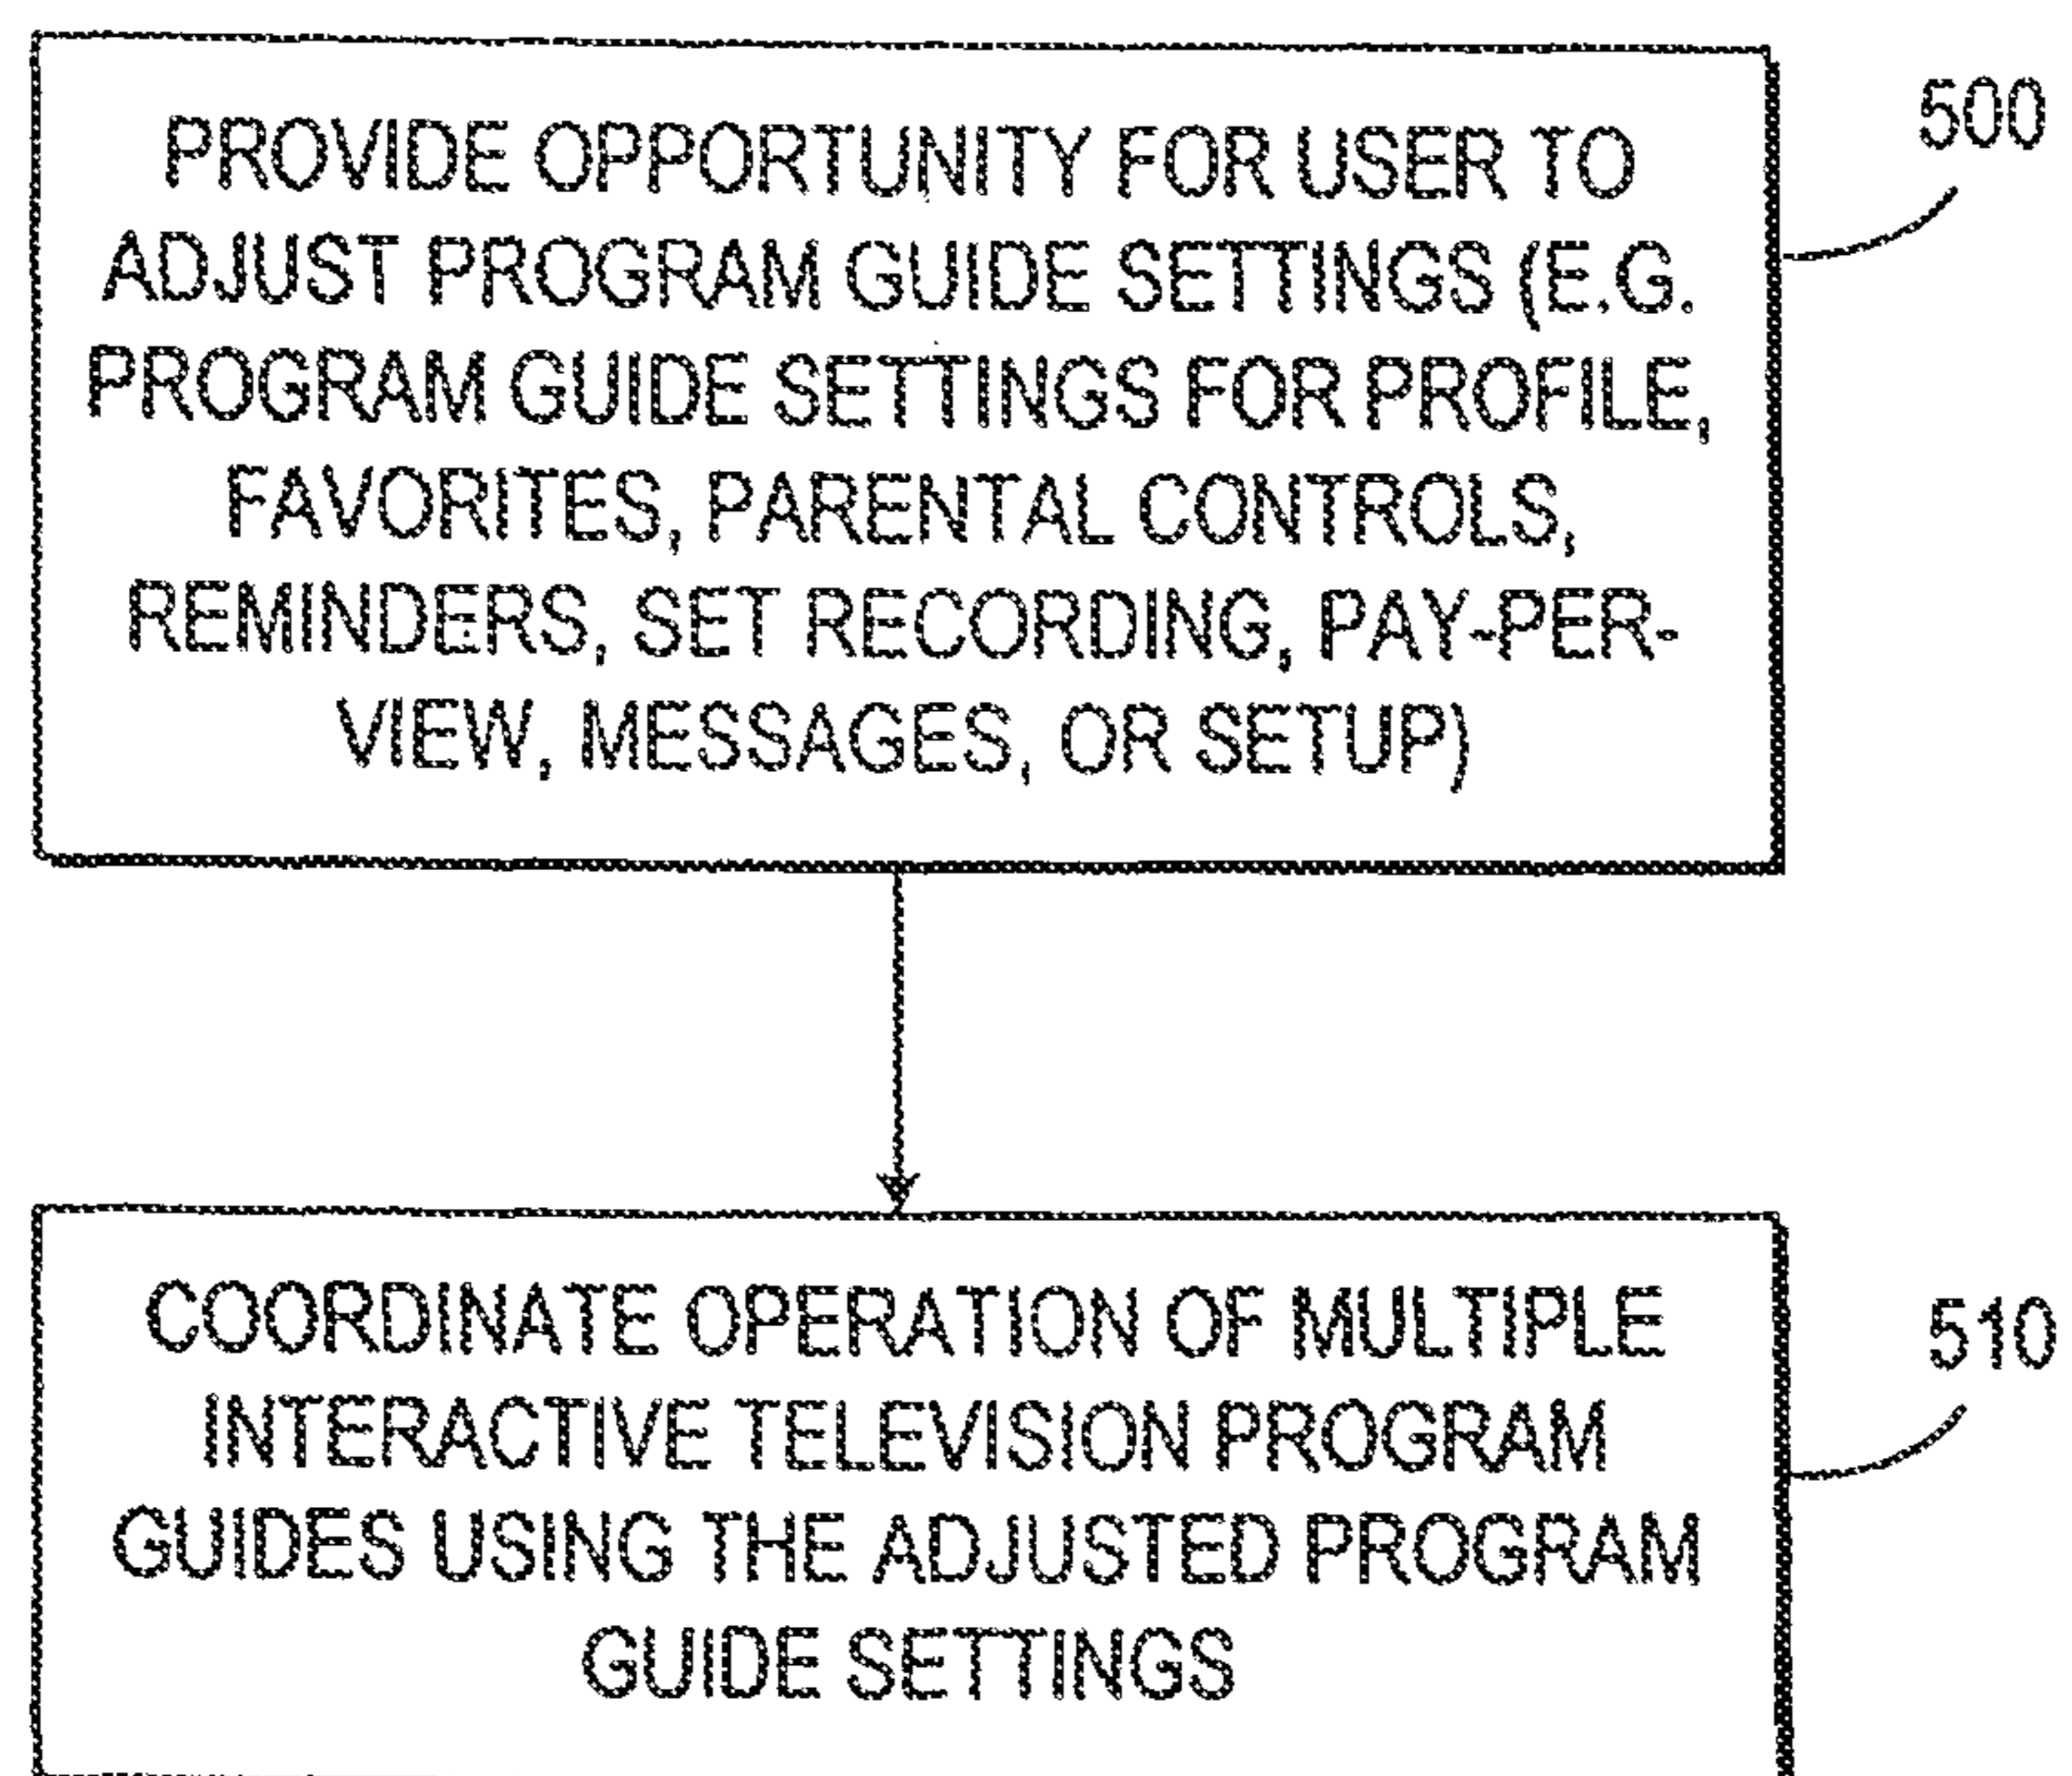 PROVIDE OPPORTUNITY FOR USER TO
ADJUST PROGRAM GUIDE SETTINGS (E.G.
PROGRAM GUIDE SETTINGS FOR PROFILE,
FAVORITES, PARENTAL CONTROLS,
REMINDERS, SET RECORDING, PAY-PER-
VIEW, MESSAGES, OR SETUP)
500
COORDINATE OPERATION OF MULTIPLE
INTERACTIVE TELEVISION PROGRAM
GUIDES USING THE ADJUSTED PROGRAM
GUIDE SETTINGS
510